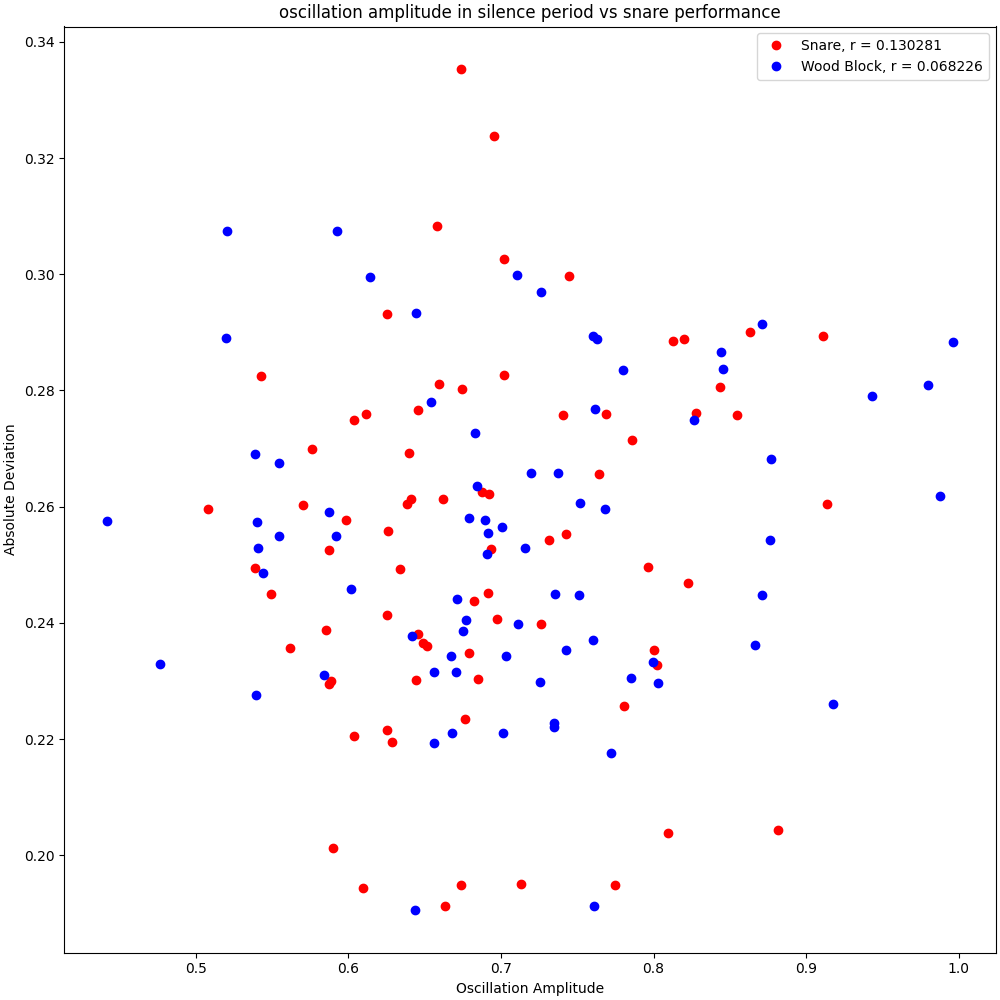 oscillation amplitude in silence period vs snare performance
Snare, r = 0.130281
Wood Block, r = 0.068226
0.34
0.32
0.30
0.28
0.26
0.24
0.22
0.20
Absolute Deviation
0.5 0.6 0.7 0.8 0.9 1.0
Oscillation Amplitude